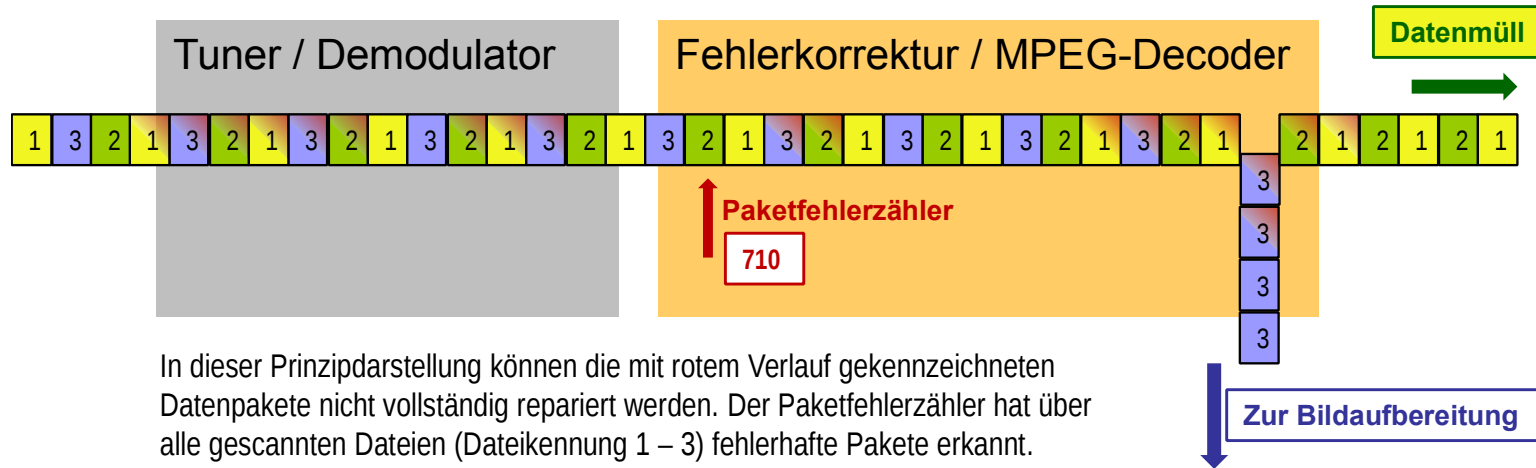 Tuner / Demodulator
Fehlerkorrektur / MPEG-Decoder
Datenmüll
1 3 2 1 3 2 1 3 2 1 3 2 1 3 2 1 3 2 1 3 2 1 3 2 1 3 2 1 3 2 1 2 1 2 1 2 1
3
3
3
3
Paketfehlerzähler
710
In dieser Prinzipdarstellung können die mit rotem Verlauf gekennzeichneten
Datenpakete nicht vollständig repariert werden. Der Paketfehlerzähler hat über
alle gescannten Dateien (Dateikennung 1 – 3) fehlerhafte Pakete erkannt.
Zur Bildaufbereitung